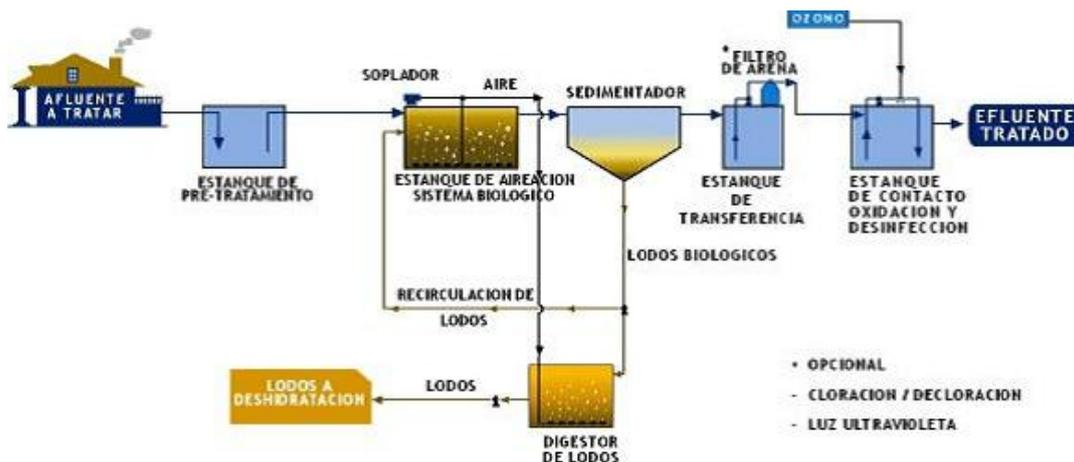 OZONO
* FILTRO
DE ARENA
SOPLADOR
AIRE
SEDIMENTADOR
AFLUENTE
A TRATAR
EFLUENTE
TRATADO
ESTANQUE DE
PRE-TRATAMIENTO
ESTANQUE DE AIREACION
SISTEMA BIOLOGICO
ESTANQUE
DE
TRANSFERENCIA
ESTANQUE
DE CONTACTO
OXIDACION Y
DESINFECCION
LODOS BIOLOGICOS
RECIRCULACION DE
LODOS
LODOS A
DESHIDRATACION
LODOS
DIGESTOR
DE LODOS
• OPCIONAL
- CLORACION / DECLORACION
- LUZ ULTRAVIOLETA